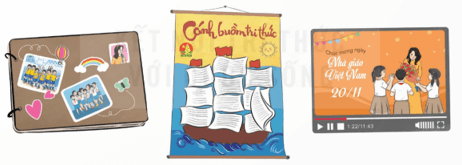 Cánh buồm tri thức
Chúc mừng ngày
Nhà giáo
Việt Nam
20/11
1:22/11:43